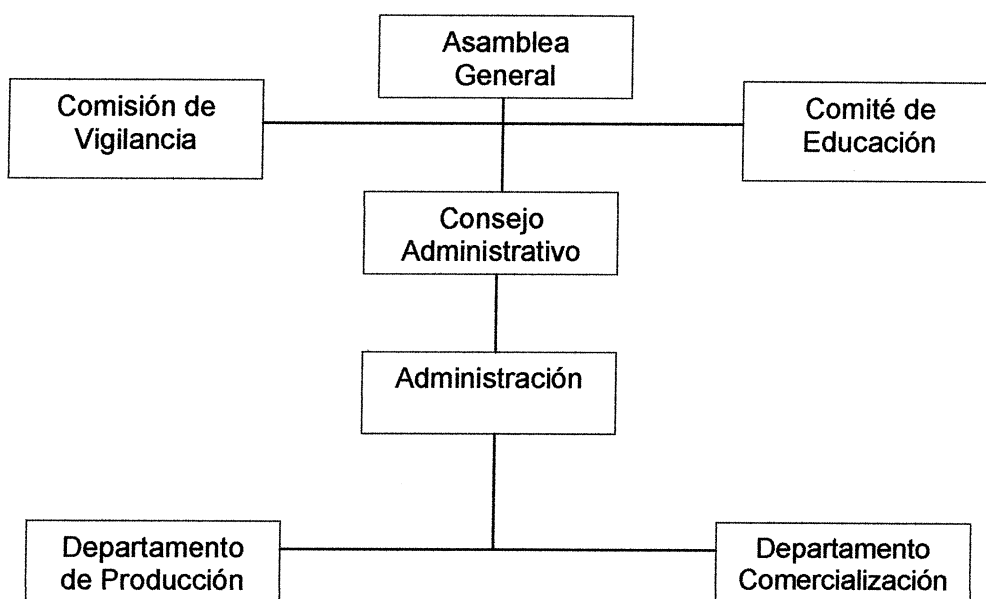 Asamblea
General
Comisión de
Vigilancia
Comité de
Educación
Consejo
Administrativo
Administración
Departamento
de Producción
Departamento
Comercialización